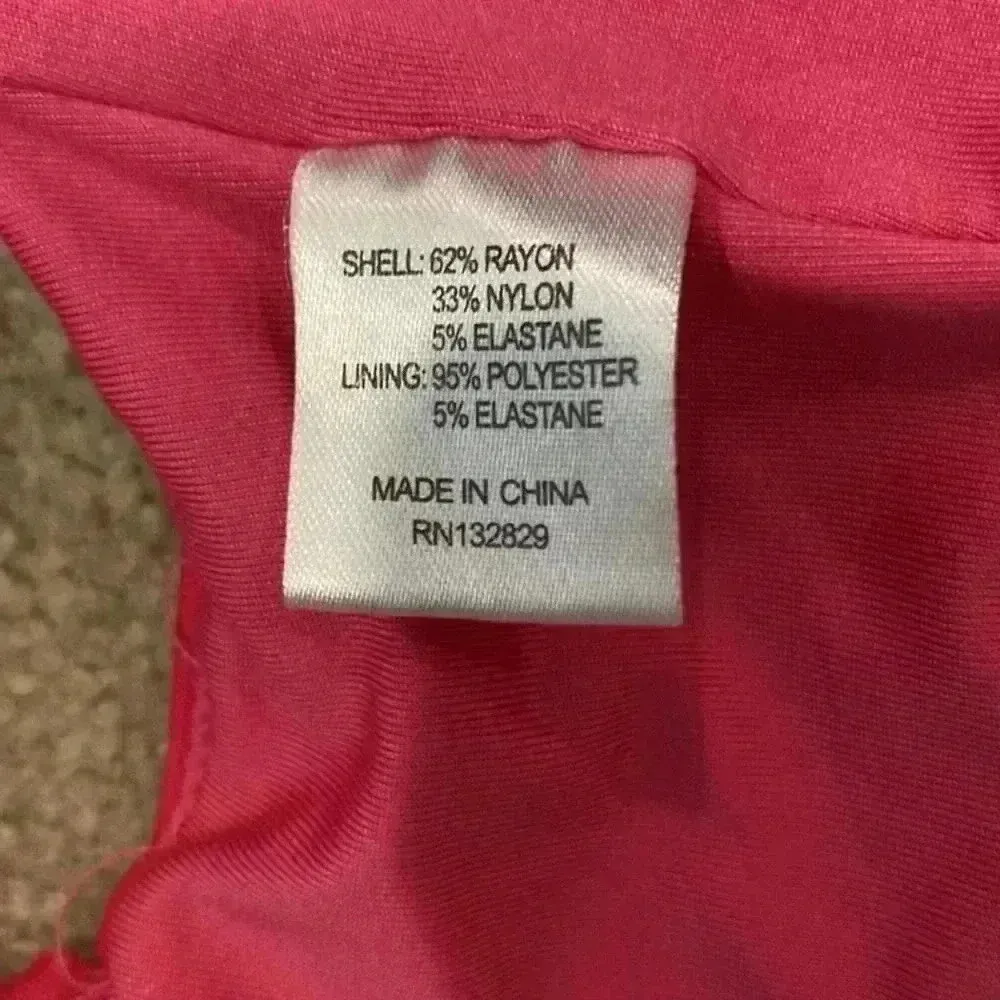 SHELL: 62% RAYON
33% NYLON
5% ELASTANE
LINING: 95% POLYESTER
5% ELASTANE
MADE IN CHINA
RN132829